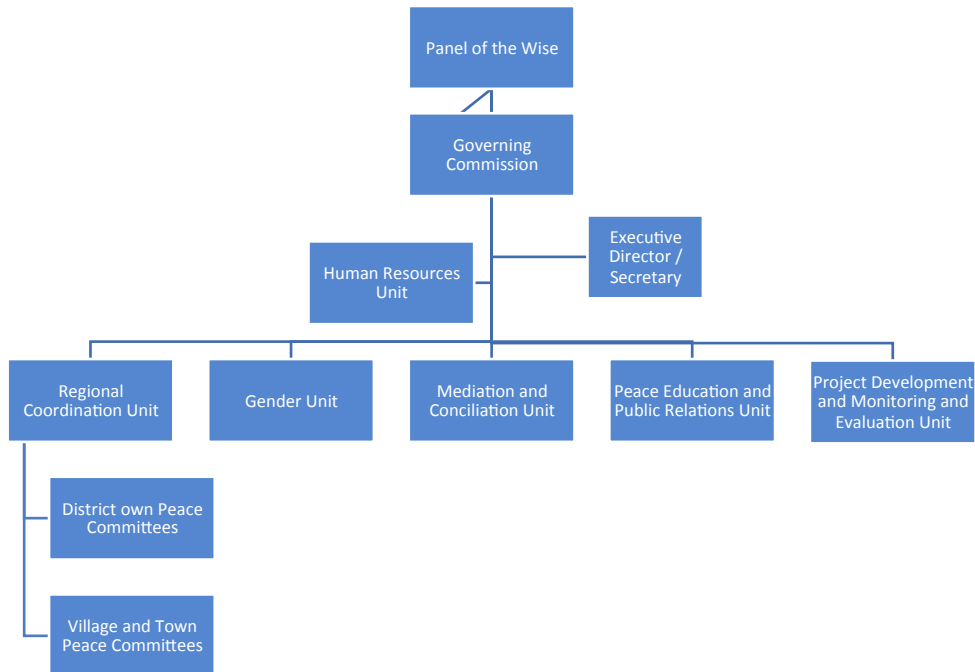 Panel of the Wise
Governing
Commission
Executive
Director /
Secretary
Human Resources
Unit
Regional
Coordination Unit
Gender Unit
Mediation and
Conciliation Unit
Peace Education and
Public Relations Unit
Project Development
and Monitoring and
Evaluation Unit
District own Peace
Committees
Village and Town
Peace Committees